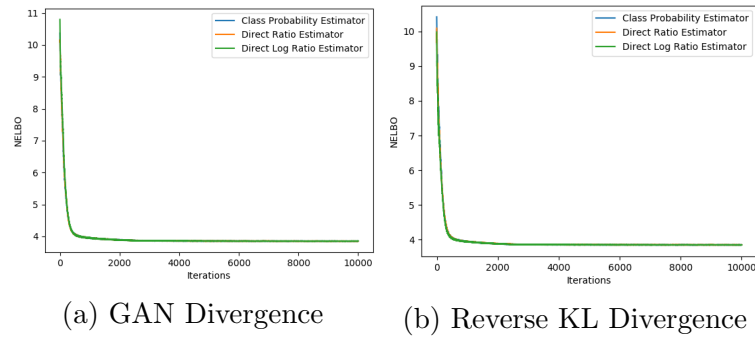 11
10
9
8
7
6
5
4
NELBO
Class Probability Estimator
Direct Ratio Estimator
Direct Log Ratio Estimator
0 2000 4000 6000 8000 10000
Iterations
(a) GAN Divergence
10
9
8
7
6
5
4
NELBO
Class Probability Estimator
Direct Ratio Estimator
Direct Log Ratio Estimator
0 2000 4000 6000 8000 10000
Iterations
(b) Reverse KL Divergence